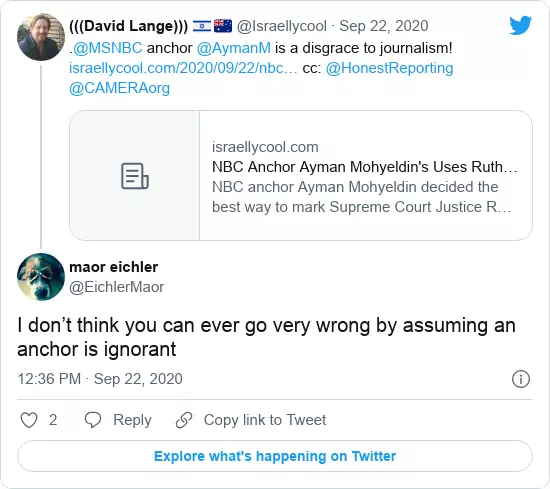 (((David Lange))) 🇮🇱🇦🇺 @Israellycool · Sep 22, 2020
.@MSNBC anchor @AymanM is a disgrace to journalism!
israellycool.com/2020/09/22/nbc… cc: @HonestReporting
@CAMERAorg
israellycool.com
NBC Anchor Ayman Mohyeldin's Uses Ruth…
NBC anchor Ayman Mohyeldin decided the
best way to mark Supreme Court Justice R…
maor eichler
@EichlerMaor
I don’t think you can ever go very wrong by assuming an
anchor is ignorant
12:36 PM · Sep 22, 2020
2 Reply Copy link to Tweet
Explore what's happening on Twitter